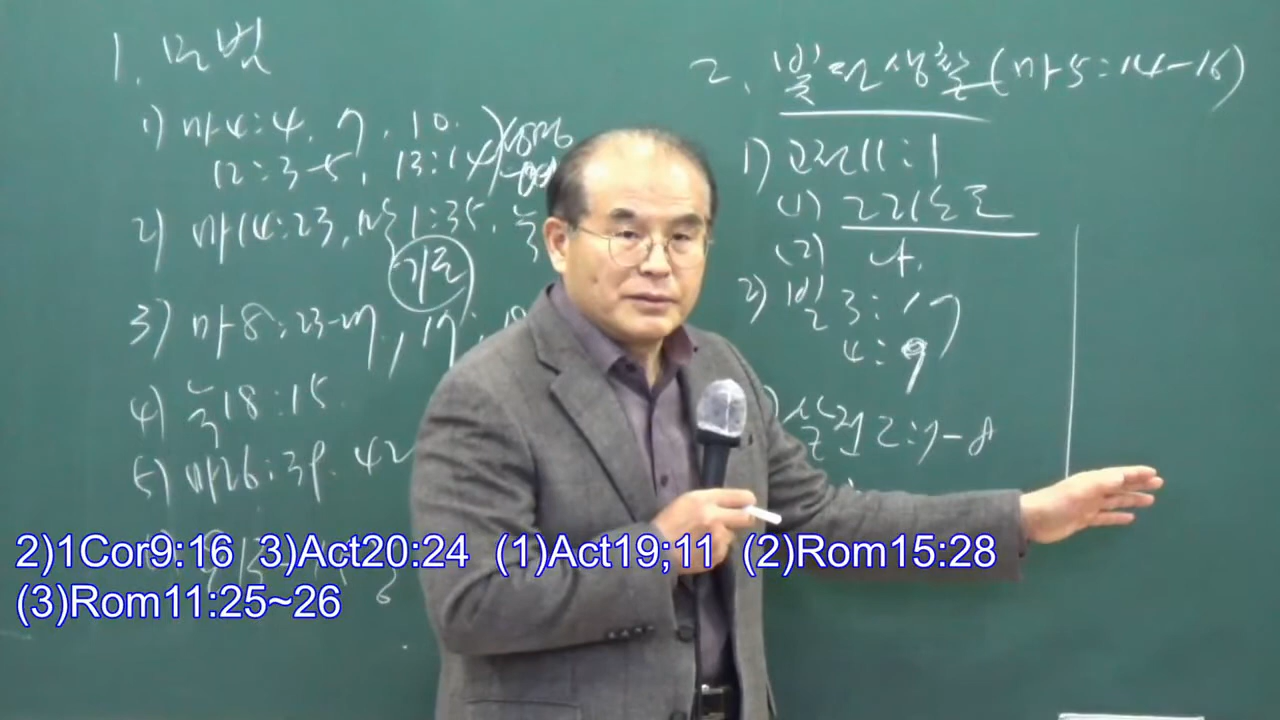 1. 모범
1) 마4:4, 7, 10.
12:3-5, 13:14
2) 마14:23, 막1:35, 눅
기도
3) 마8:23-27, 17:
4) 눅18:15
5) 마26:39. 42
2. 빛된생활(마5:14-16)
1) 고전11:1
(1) 그리스도
(2) 나.
2) 빌3:17
4:9
살전2:7-8
2)1Cor9:16 3)Act20:24 (1)Act19;11 (2)Rom15:28
(3)Rom11:25~26